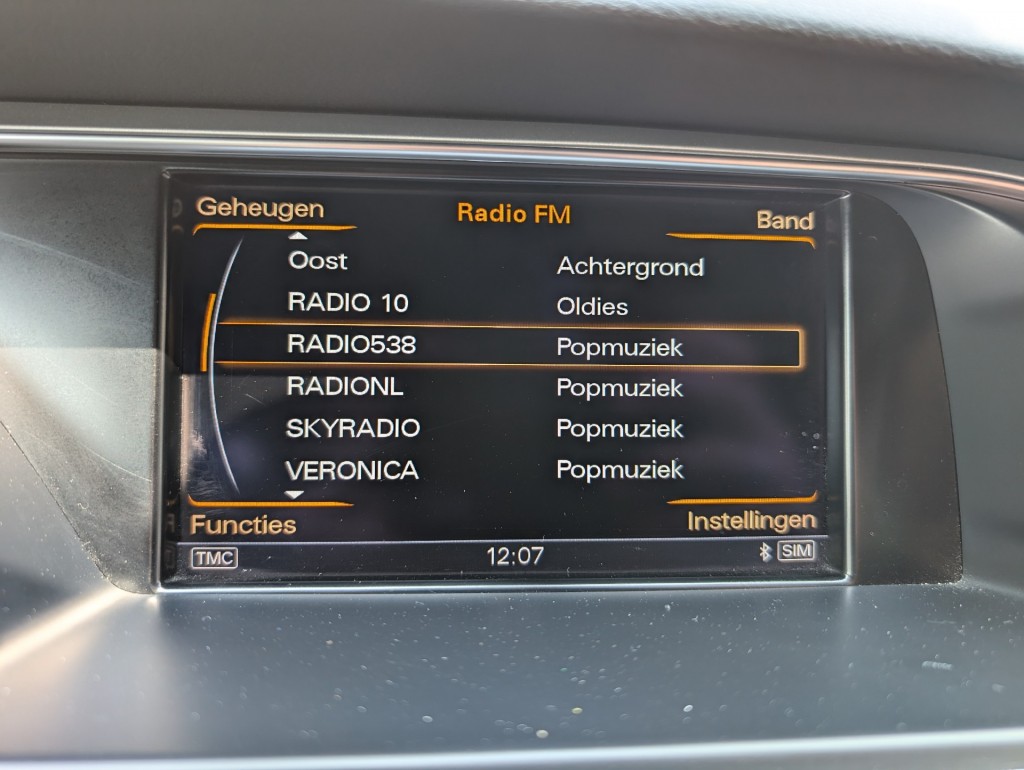 Geheugen Radio FM Band
Oost Achtergrond
RADIO 10 Oldies
RADIO538 Popmuziek
RADIONL Popmuziek
SKYRADIO Popmuziek
VERONICA Popmuziek
Functies Instellingen
TMC 12:07 SIM